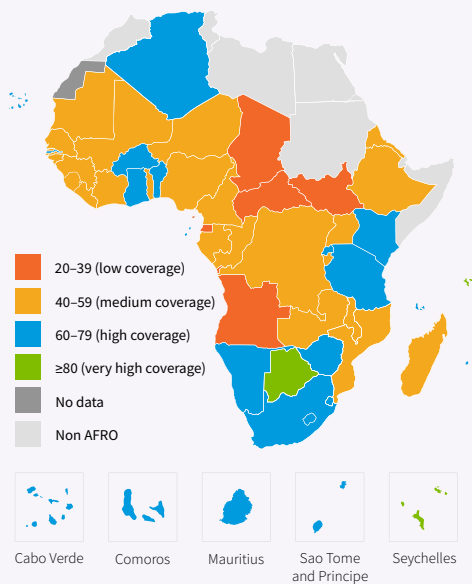 20–39 (low coverage)
40–59 (medium coverage)
60–79 (high coverage)
≥80 (very high coverage)
No data
Non AFRO
Cabo Verde
Comoros
Mauritius
Sao Tome
and Principe
Seychelles